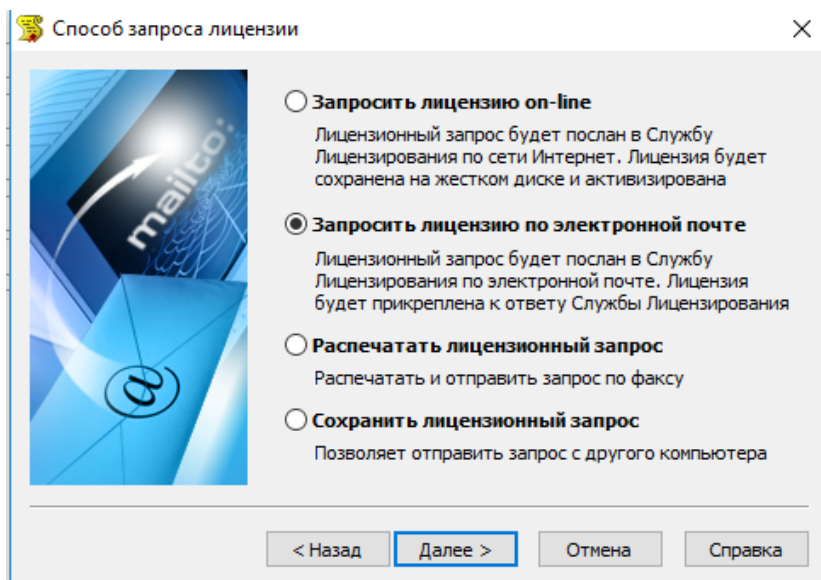 Способ запроса лицензии
mailto:
@
Запросить лицензию on-line
Лицензионный запрос будет послан в Службу
Лицензирования по сети Интернет. Лицензия будет
сохранена на жестком диске и активизирована
Запросить лицензию по электронной почте
Лицензионный запрос будет послан в Службу
Лицензирования по электронной почте. Лицензия
будет прикреплена к ответу Службы Лицензирования
Распечатать лицензионный запрос
Распечатать и отправить запрос по факсу
Сохранить лицензионный запрос
Позволяет отправить запрос с другого компьютера
< Назад
Далее >
Отмена
Справка